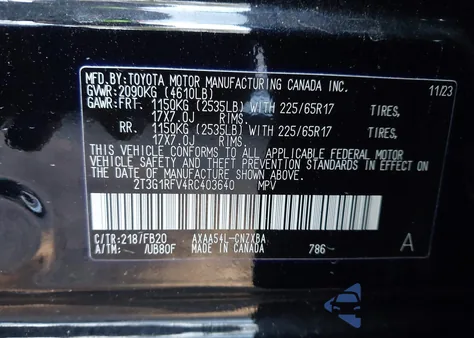 MFD.BY: TOYOTA MOTOR MANUFACTURING CANADA INC.
GVWR: 2090KG (4610LB) 11/23
GAWR: FRT. 1150KG (2535LB) WITH 225/65R17 TIRES,
17X7.0J RIMS.
RR. 1150KG (2535LB) WITH 225/65R17 TIRES,
17X7.0J RIMS.
THIS VEHICLE CONFORMS TO ALL APPLICABLE FEDERAL MOTOR
VEHICLE SAFETY AND THEFT PREVENTION STANDARDS IN EFFECT ON
THE DATE OF MANUFACTURE SHOWN ABOVE.
2T3G1RFV4RC403640 MPV
C/TR:218/FB20 AXAA54L-CNZXBA
A/TM: /UB80F MADE IN CANADA 786 A